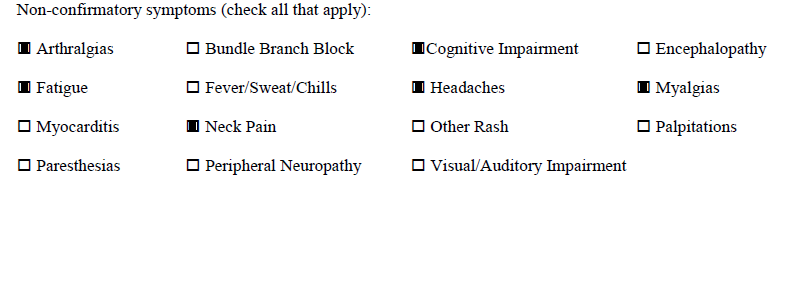 Non-confirmatory symptoms (check all that apply):
■ Arthralgias □ Bundle Branch Block ■Cognitive Impairment □ Encephalopathy
■ Fatigue □ Fever/Sweat/Chills ■ Headaches ■ Myalgias
□ Myocarditis ■ Neck Pain □ Other Rash □ Palpitations
□ Paresthesias □ Peripheral Neuropathy □ Visual/Auditory Impairment